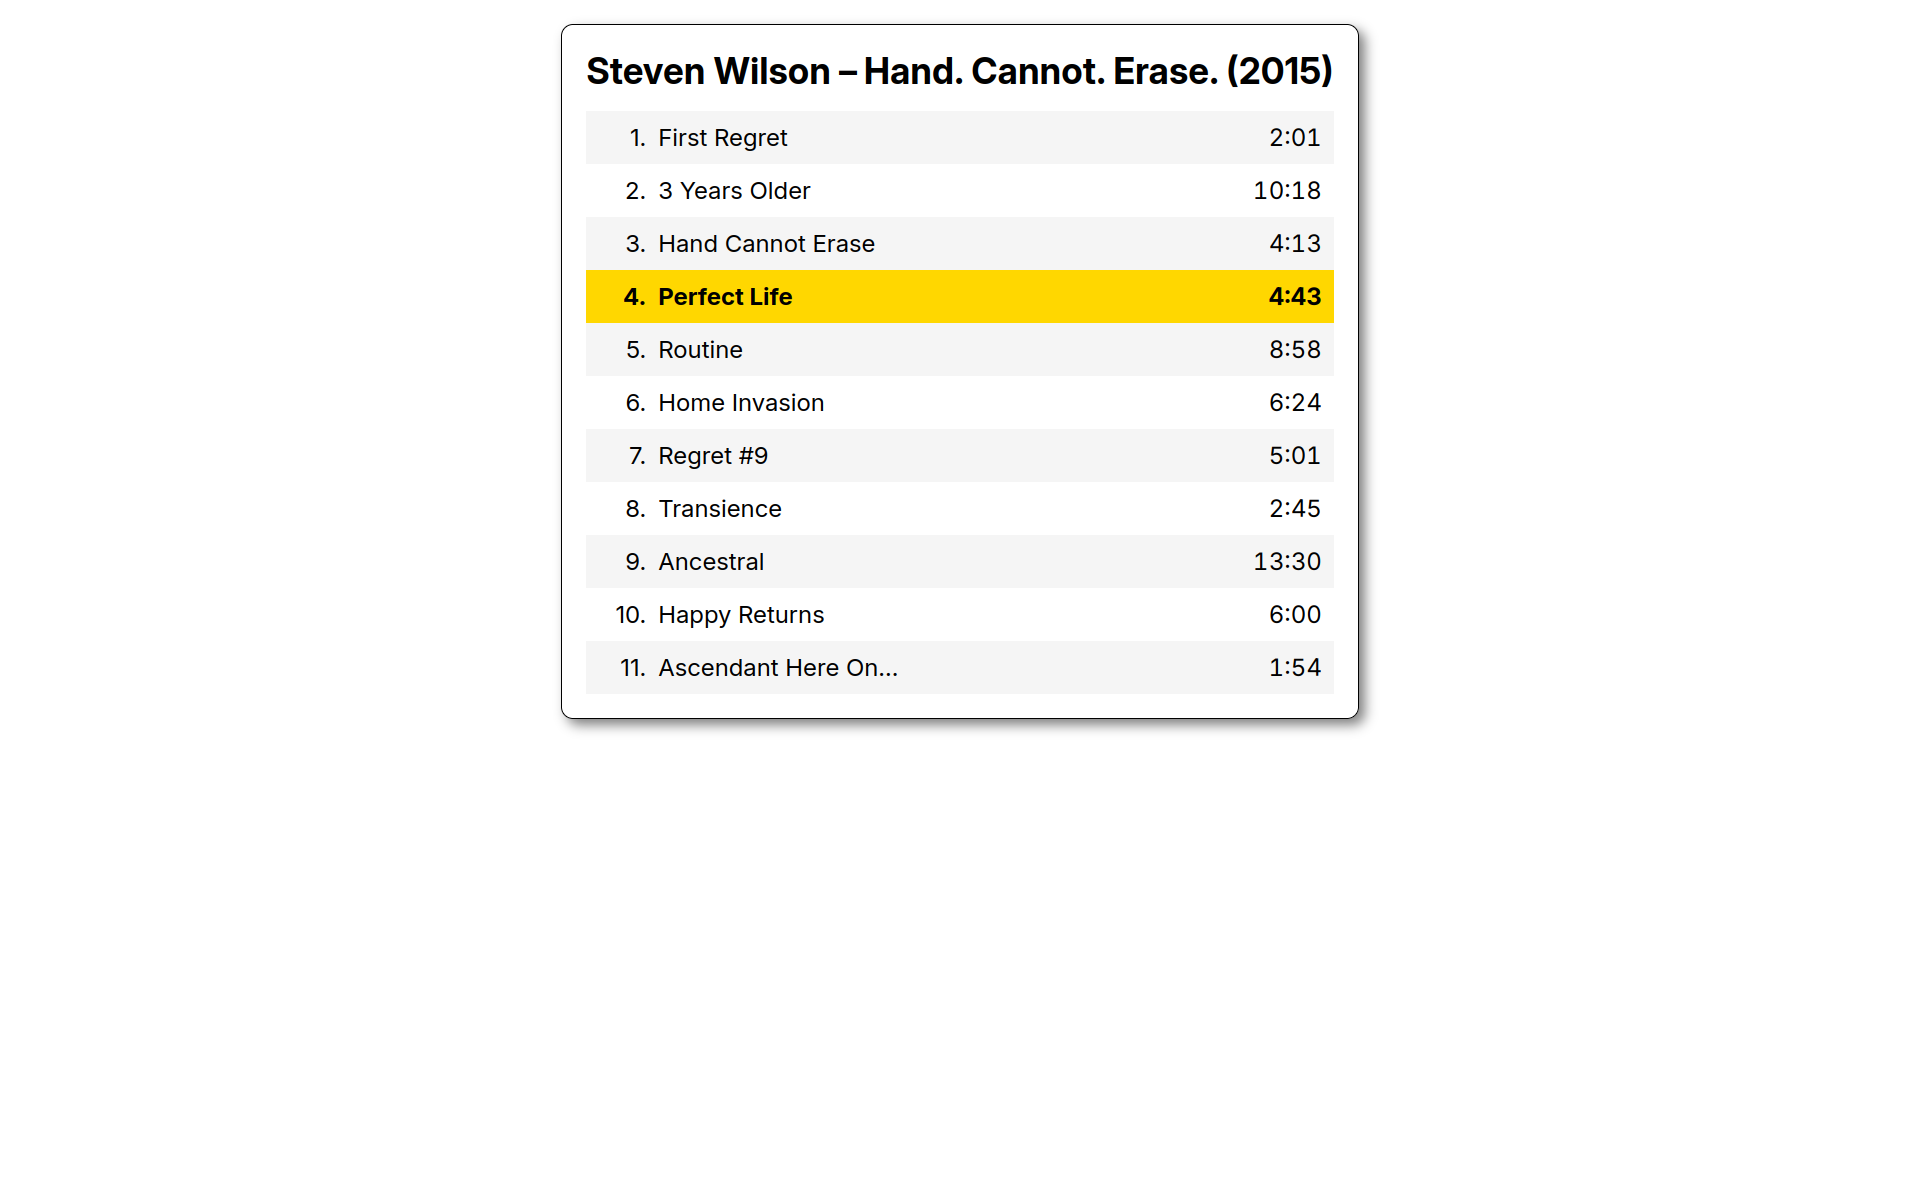 Steven Wilson – Hand. Cannot. Erase. (2015)
1. First Regret 2:01
2. 3 Years Older 10:18
3. Hand Cannot Erase 4:13
4. Perfect Life 4:43
5. Routine 8:58
6. Home Invasion 6:24
7. Regret #9 5:01
8. Transience 2:45
9. Ancestral 13:30
10. Happy Returns 6:00
11. Ascendant Here On... 1:54